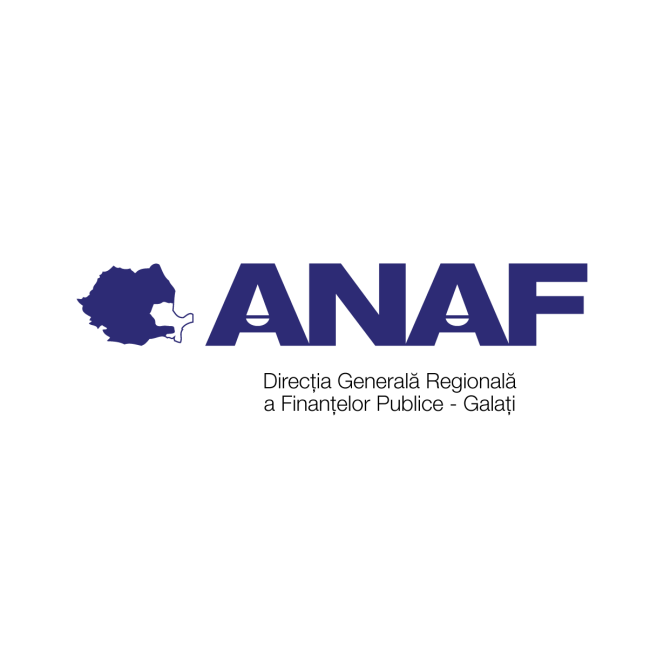 ANAF
Direcția Generală Regională
a Finanțelor Publice - Galați